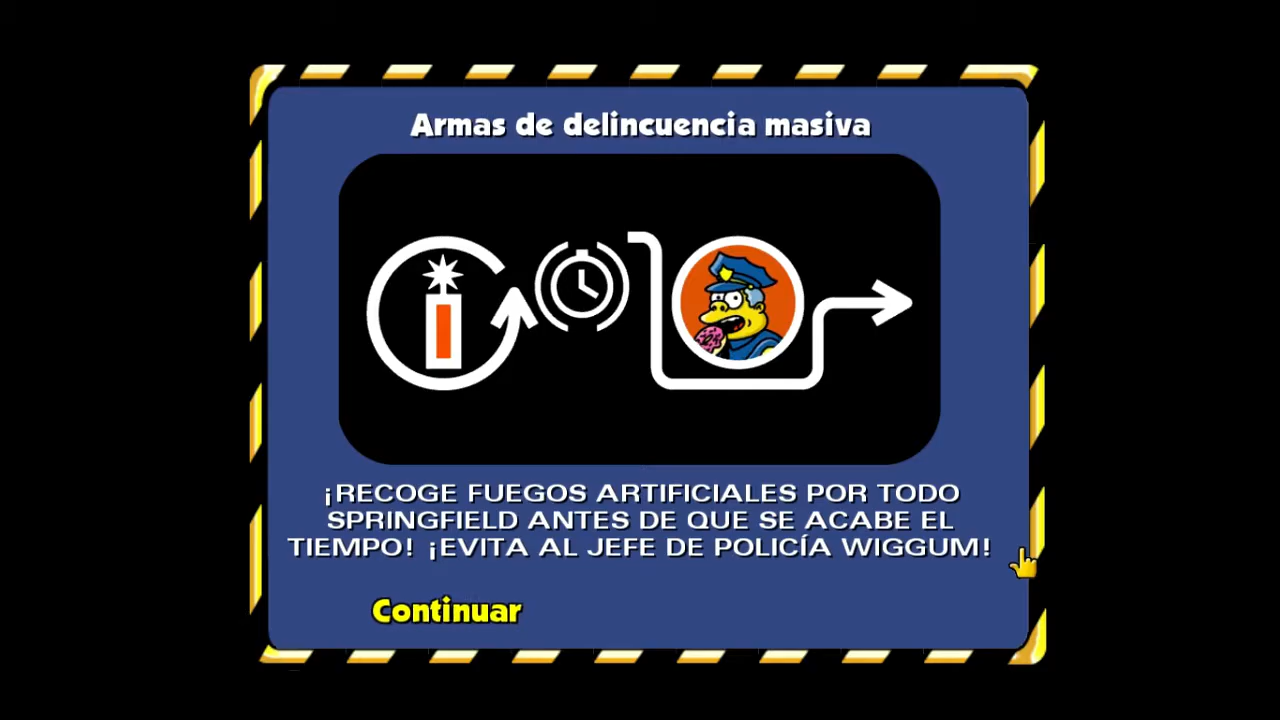 Armas de delincuencia masiva
¡RECOGE FUEGOS ARTIFICIALES POR TODO
SPRINGFIELD ANTES DE QUE SE ACABE EL
TIEMPO! ¡EVITA AL JEFE DE POLICÍA WIGGUM!
Continuar